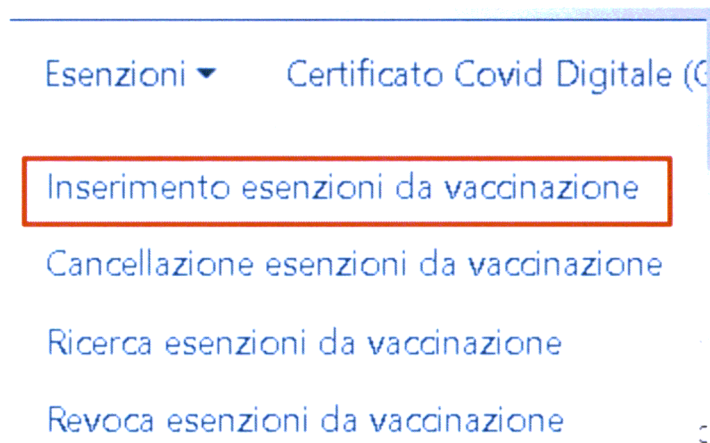 Esenzioni Certificato Covid Digitale (
Inserimento esenzioni da vaccinazione
Cancellazione esenzioni da vaccinazione
Ricerca esenzioni da vaccinazione
Revoca esenzioni da vaccinazione